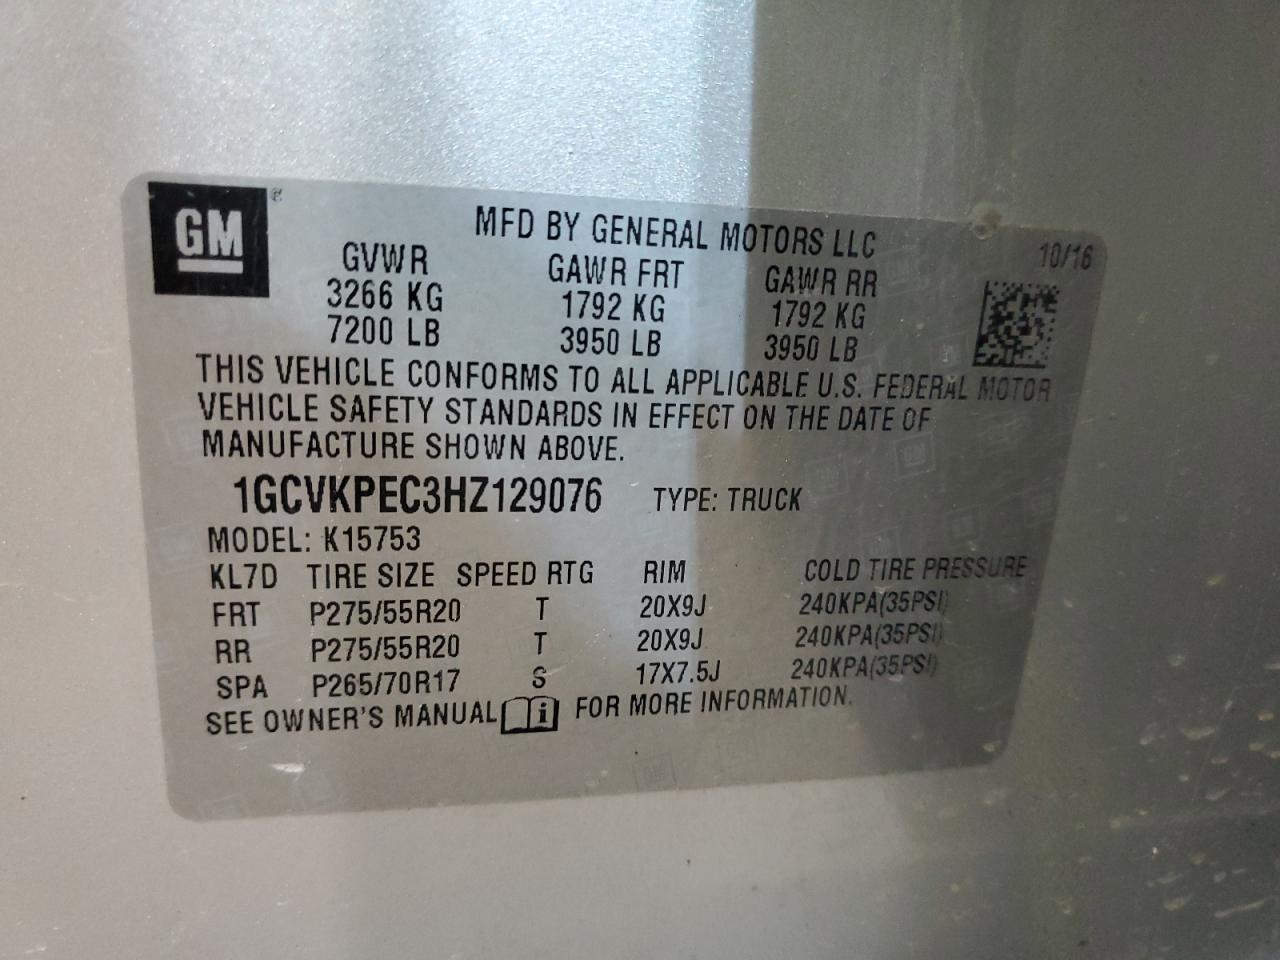 GM
MFD BY GENERAL MOTORS LLC
10/16
GVWR GAWR FRT GAWR RR
3266 KG 1792 KG 1792 KG
7200 LB 3950 LB 3950 LB
THIS VEHICLE CONFORMS TO ALL APPLICABLE U.S. FEDERAL MOTOR
VEHICLE SAFETY STANDARDS IN EFFECT ON THE DATE OF
MANUFACTURE SHOWN ABOVE.
1GCVKPEC3HZ129076 TYPE: TRUCK
MODEL: K15753
KL7D TIRE SIZE SPEED RTG RIM COLD TIRE PRESSURE
FRT P275/55R20 T 20X9J 240KPA(35PSI)
RR P275/55R20 T 20X9J 240KPA(35PSI)
SPA P265/70R17 S 17X7.5J 240KPA(35PSI)
SEE OWNER'S MANUAL i FOR MORE INFORMATION.